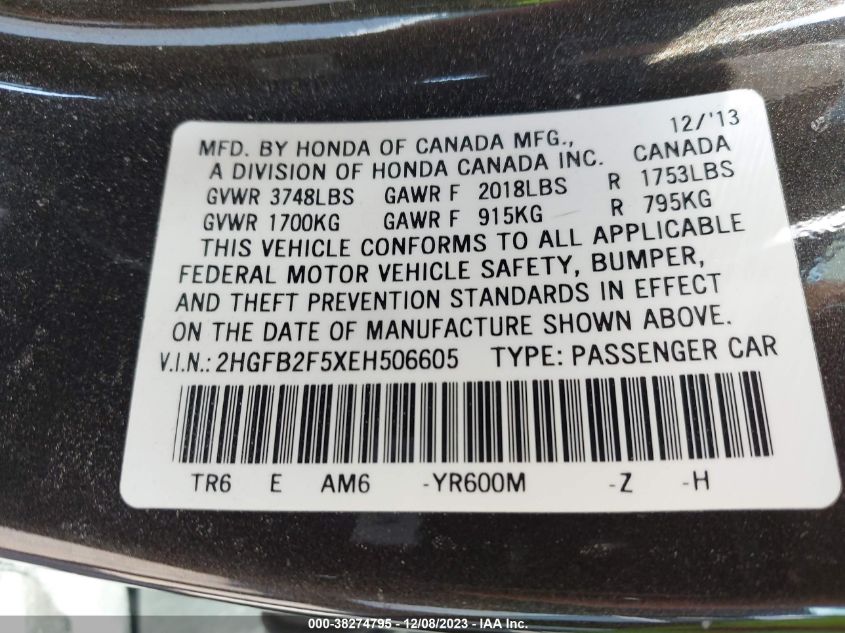 12/'13
MFD. BY HONDA OF CANADA MFG.,
A DIVISION OF HONDA CANADA INC. CANADA
GVWR 3748LBS GAWR F 2018LBS R 1753LBS
GVWR 1700KG GAWR F 915KG R 795KG
THIS VEHICLE CONFORMS TO ALL APPLICABLE
FEDERAL MOTOR VEHICLE SAFETY, BUMPER,
AND THEFT PREVENTION STANDARDS IN EFFECT
ON THE DATE OF MANUFACTURE SHOWN ABOVE.
V.I.N.: 2HGFB2F5XEH506605 TYPE: PASSENGER CAR
TR6 E AM6 -YR600M -Z -H
000-38274795 - 12/08/2023 - IAA Inc.